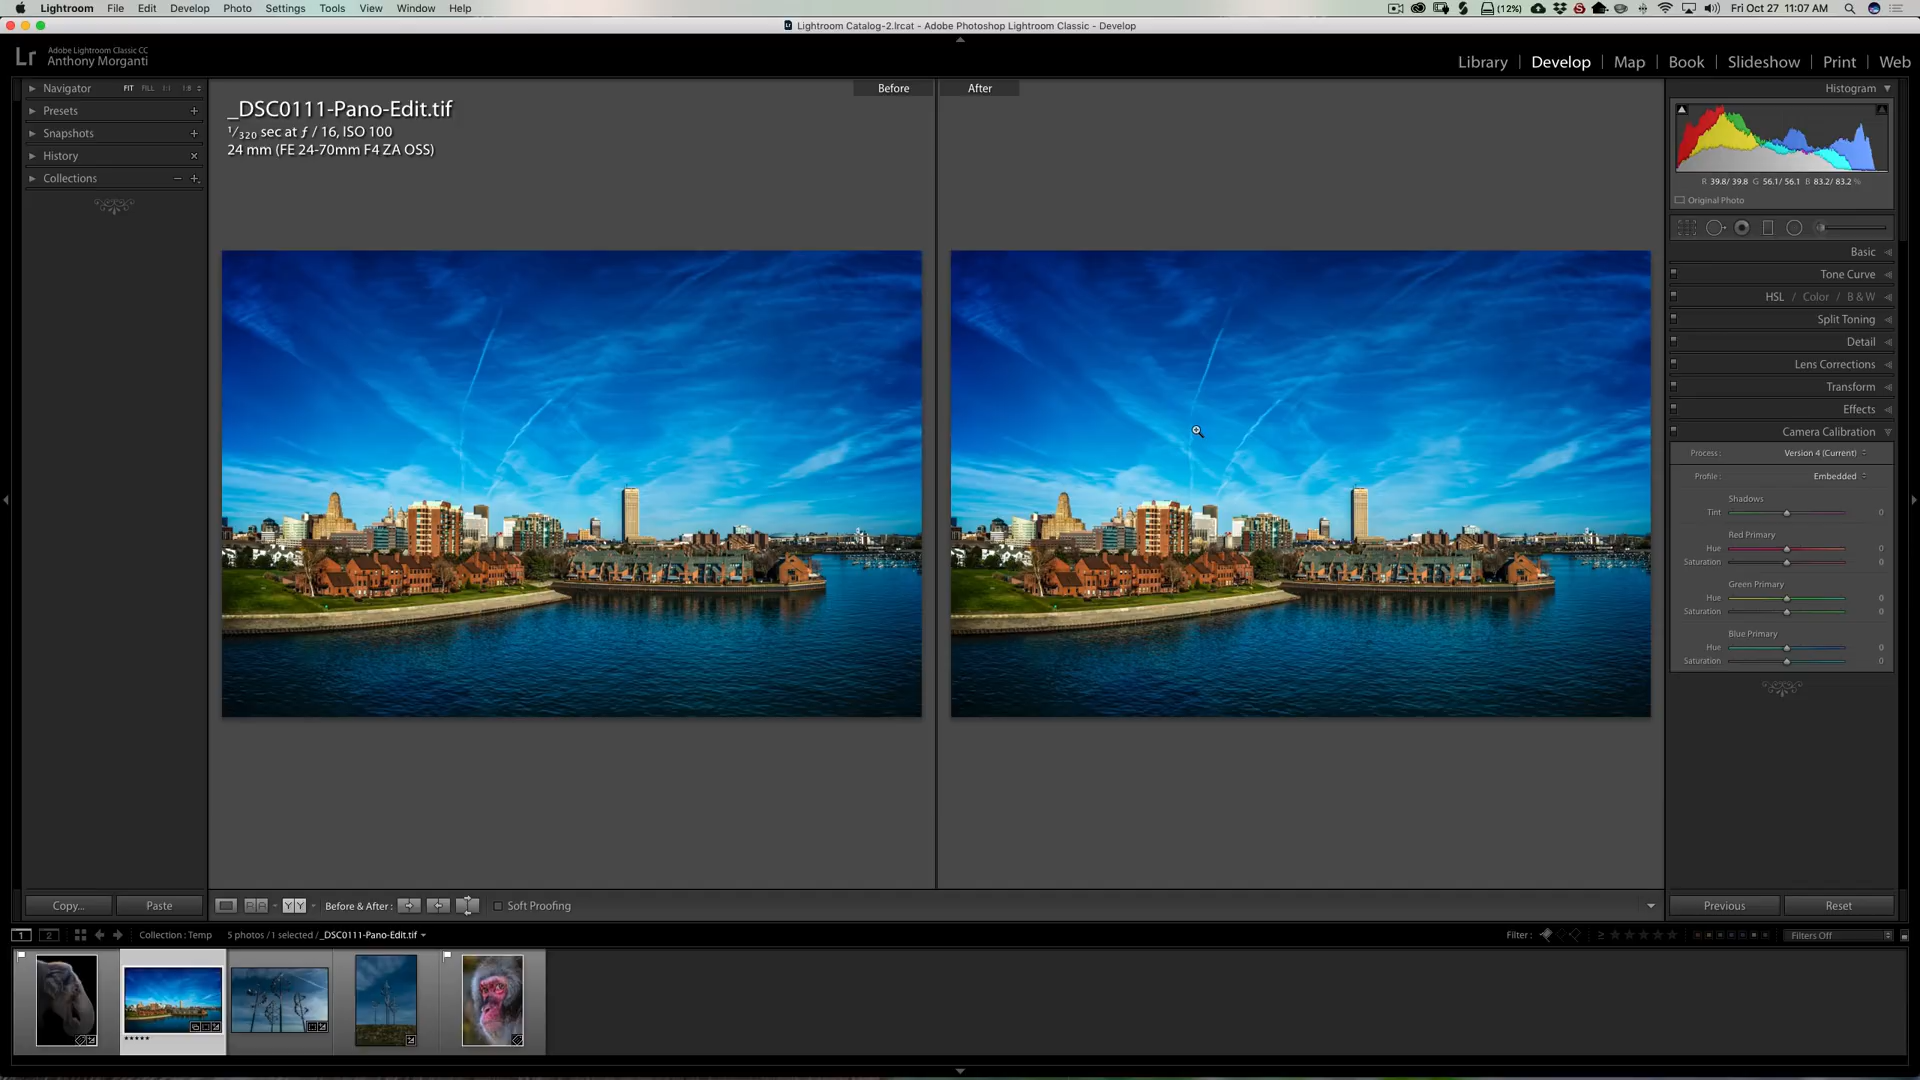 Lightroom File Edit Develop Photo Settings Tools View Window Help
(12%) Fri Oct 27 11:07 AM
Lightroom Catalog-2.lrcat - Adobe Photoshop Lightroom Classic - Develop
Lr Adobe Lightroom Classic CC
Anthony Morganti
Library | Develop | Map | Book | Slideshow | Print | Web
Navigator FIT FILL 1:1 1:8
Presets
Snapshots
History
Collections
Before
After
_DSC0111-Pano-Edit.tif
1/320 sec at ƒ / 16, ISO 100
24 mm (FE 24-70mm F4 ZA OSS)
Histogram
R 39.8/ 39.8 G 56.1/ 56.1 B 83.2/ 83.2 %
Original Photo
Basic
Tone Curve
HSL / Color / B & W
Split Toning
Detail
Lens Corrections
Transform
Effects
Camera Calibration
Process: Version 4 (Current)
Profile: Embedded
Shadows
Tint 0
Red Primary
Hue 0
Saturation 0
Green Primary
Hue 0
Saturation 0
Blue Primary
Hue 0
Saturation 0
Copy... Paste
Before & After: Soft Proofing
Previous Reset
1 2 Collection : Temp 5 photos / 1 selected / _DSC0111-Pano-Edit.tif
Filter: ≥ Filters Off